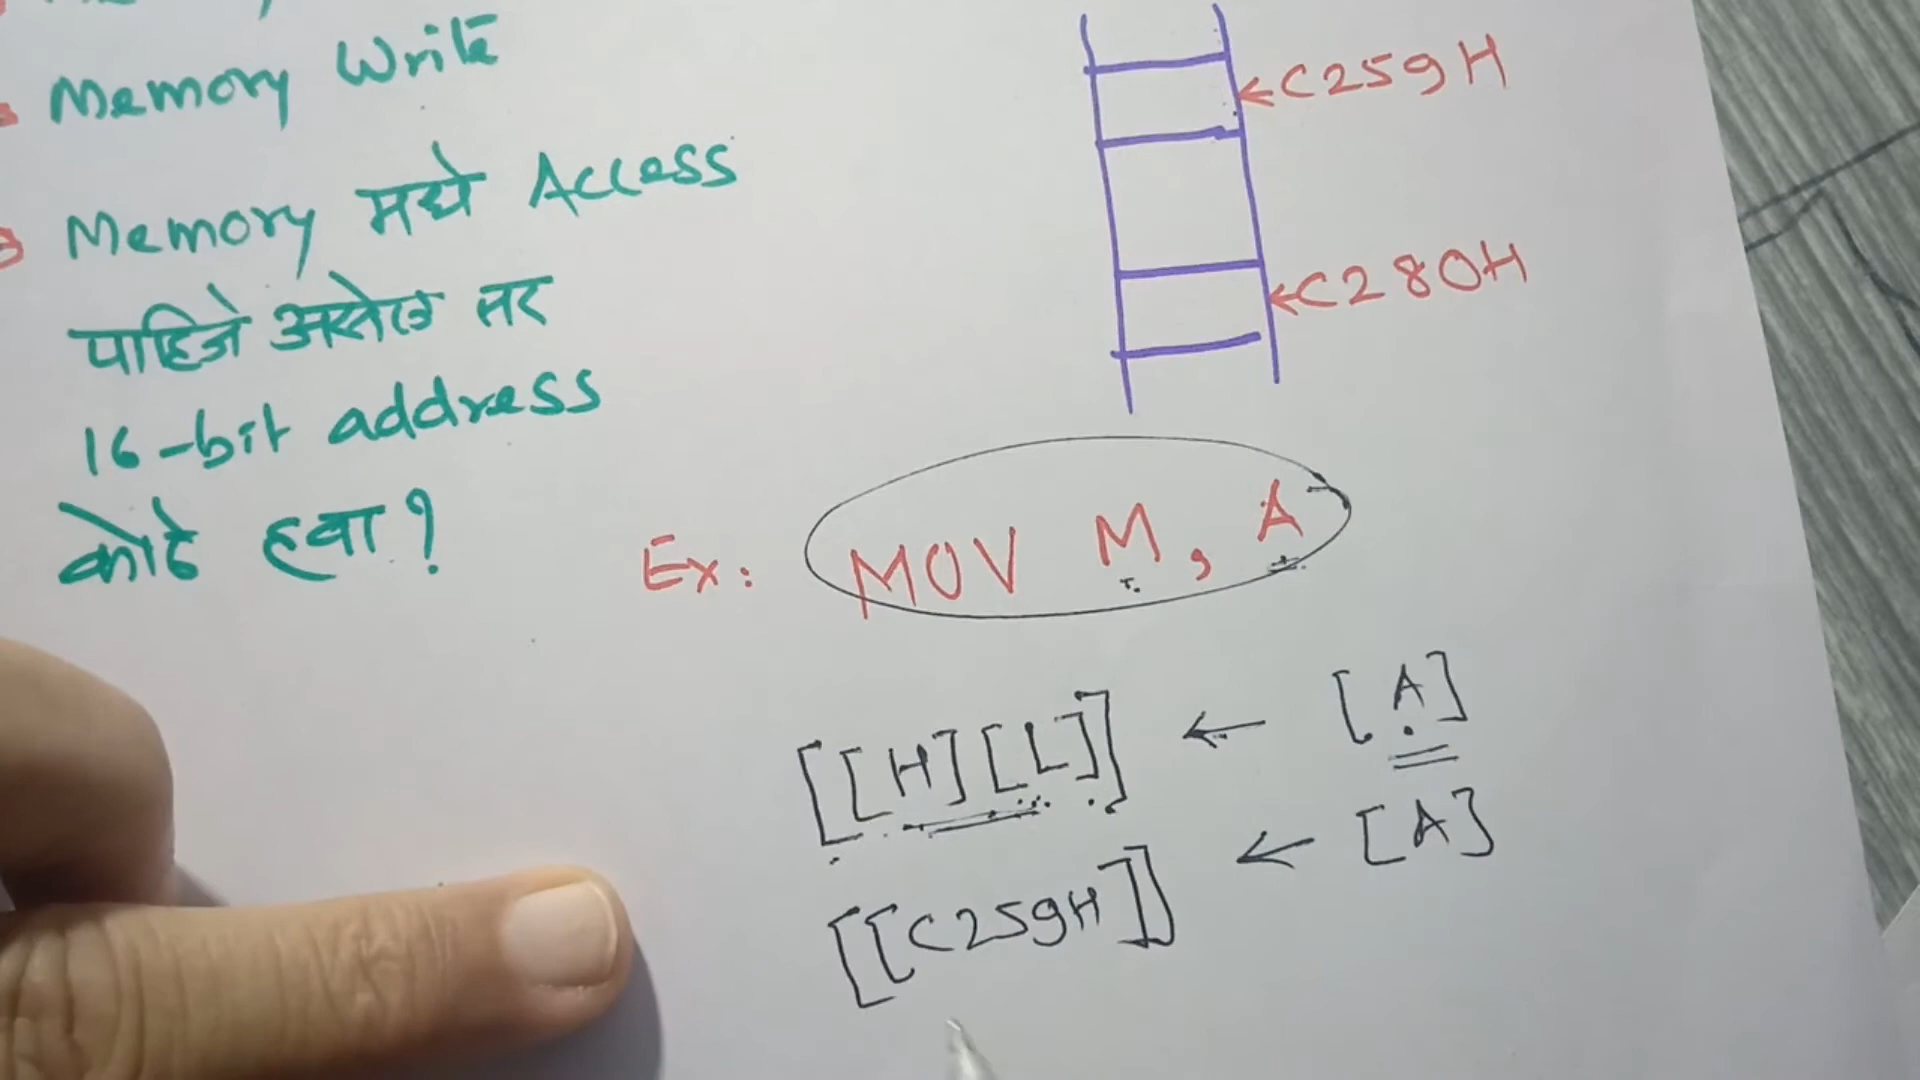 Memory Write
Memory मध्ये Access
पाहिजे असेल तर
16-bit address
कोठे हवा ?
←C259H
←C280H
Ex: MOV M, A
[[H][L]] ← [A]
[[C259H]] ← [A]